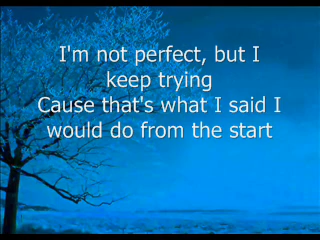 I'm not perfect, but I
keep trying
Cause that's what I said I
would do from the start